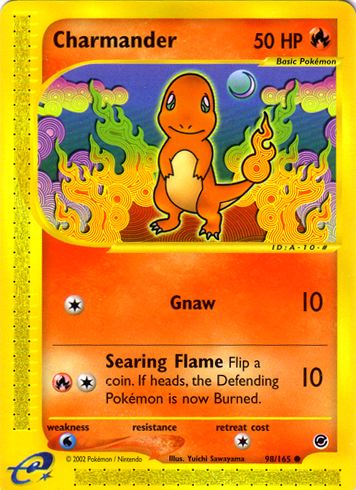 Charmander 50 HP
Basic Pokémon
ID:A-10-#
Gnaw 10
Searing Flame Flip a
coin. If heads, the Defending 10
Pokémon is now Burned.
weakness resistance retreat cost
©2002 Pokémon / Nintendo Illus. Yuichi Sawayama 98/165
e